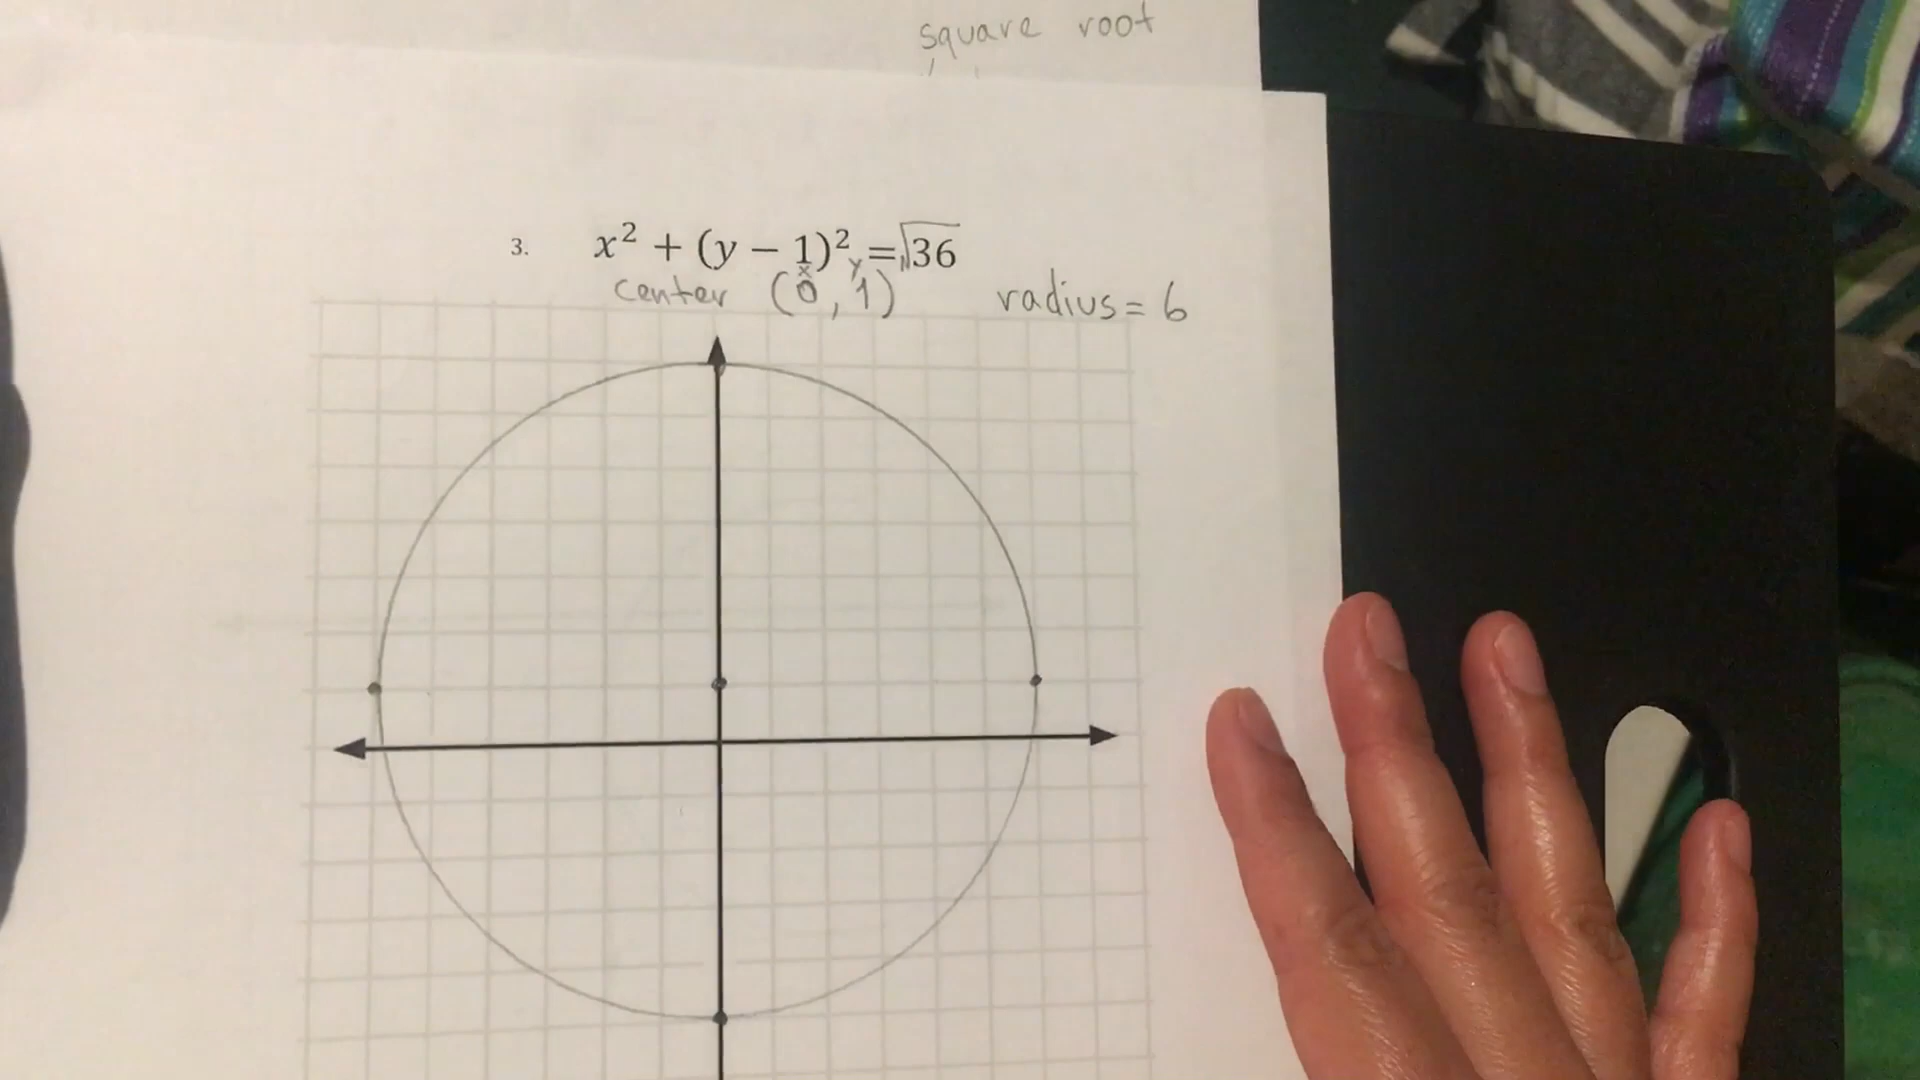 square root
3. x² + (y − 1)² = √36
x y
center (0, 1) radius = 6